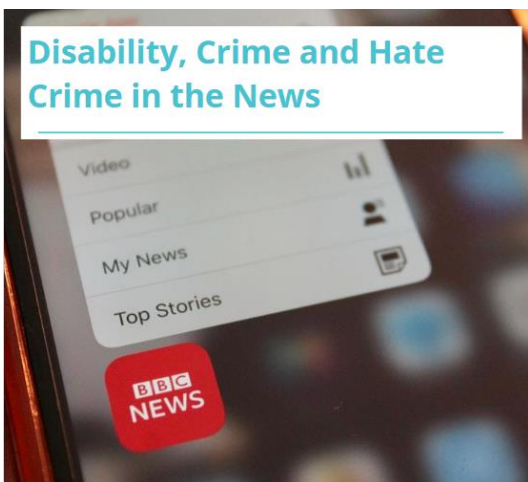 Disability, Crime and Hate
Crime in the News
Video
Popular
My News
Top Stories
BBC
NEWS